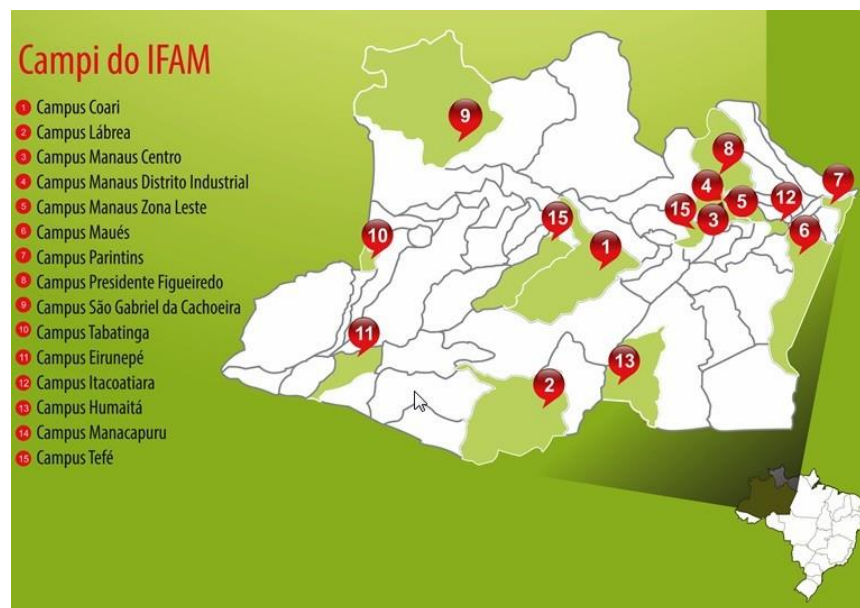 Campi do IFAM
1 Campus Coari
2 Campus Lábrea
3 Campus Manaus Centro
4 Campus Manaus Distrito Industrial
5 Campus Manaus Zona Leste
6 Campus Maués
7 Campus Parintins
8 Campus Presidente Figueiredo
9 Campus São Gabriel da Cachoeira
10 Campus Tabatinga
11 Campus Eirunepé
12 Campus Itacoatiara
13 Campus Humaitá
14 Campus Manacapuru
15 Campus Tefé
9
8
7
4
5
12
15
15
3
6
10
1
11
13
2